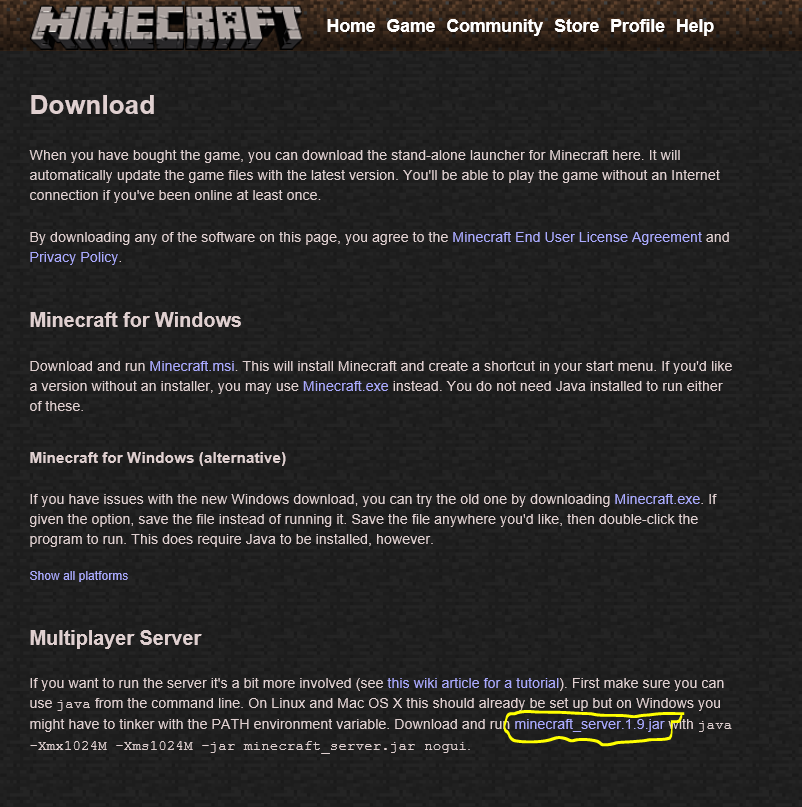 MINECRAFT Home Game Community Store Profile Help
Download
When you have bought the game, you can download the stand-alone launcher for Minecraft here. It will
automatically update the game files with the latest version. You'll be able to play the game without an Internet
connection if you've been online at least once.
By downloading any of the software on this page, you agree to the Minecraft End User License Agreement and
Privacy Policy.
Minecraft for Windows
Download and run Minecraft.msi. This will install Minecraft and create a shortcut in your start menu. If you'd like
a version without an installer, you may use Minecraft.exe instead. You do not need Java installed to run either
of these.
Minecraft for Windows (alternative)
If you have issues with the new Windows download, you can try the old one by downloading Minecraft.exe. If
given the option, save the file instead of running it. Save the file anywhere you'd like, then double-click the
program to run. This does require Java to be installed, however.
Show all platforms
Multiplayer Server
If you want to run the server it's a bit more involved (see this wiki article for a tutorial). First make sure you can
use java from the command line. On Linux and Mac OS X this should already be set up but on Windows you
might have to tinker with the PATH environment variable. Download and run minecraft_server.1.9.jar with java
-Xmx1024M -Xms1024M -jar minecraft_server.jar nogui.